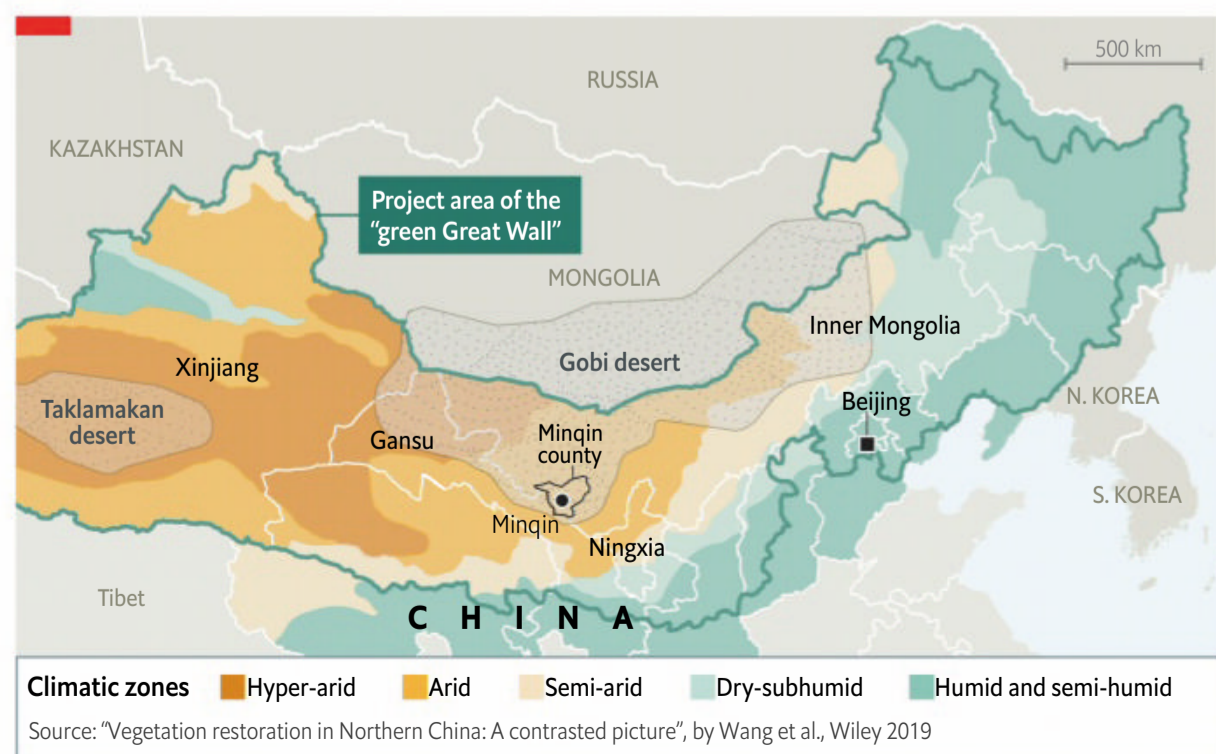 500 km
RUSSIA
KAZAKHSTAN
Project area of the
“green Great Wall”
MONGOLIA
Inner Mongolia
Gobi desert
Xinjiang
Taklamakan
desert
Beijing
N. KOREA
Gansu
Minqin
county
S. KOREA
Minqin
Ningxia
Tibet
CHINA
Climatic zones Hyper-arid Arid Semi-arid Dry-subhumid Humid and semi-humid
Source: “Vegetation restoration in Northern China: A contrasted picture”, by Wang et al., Wiley 2019